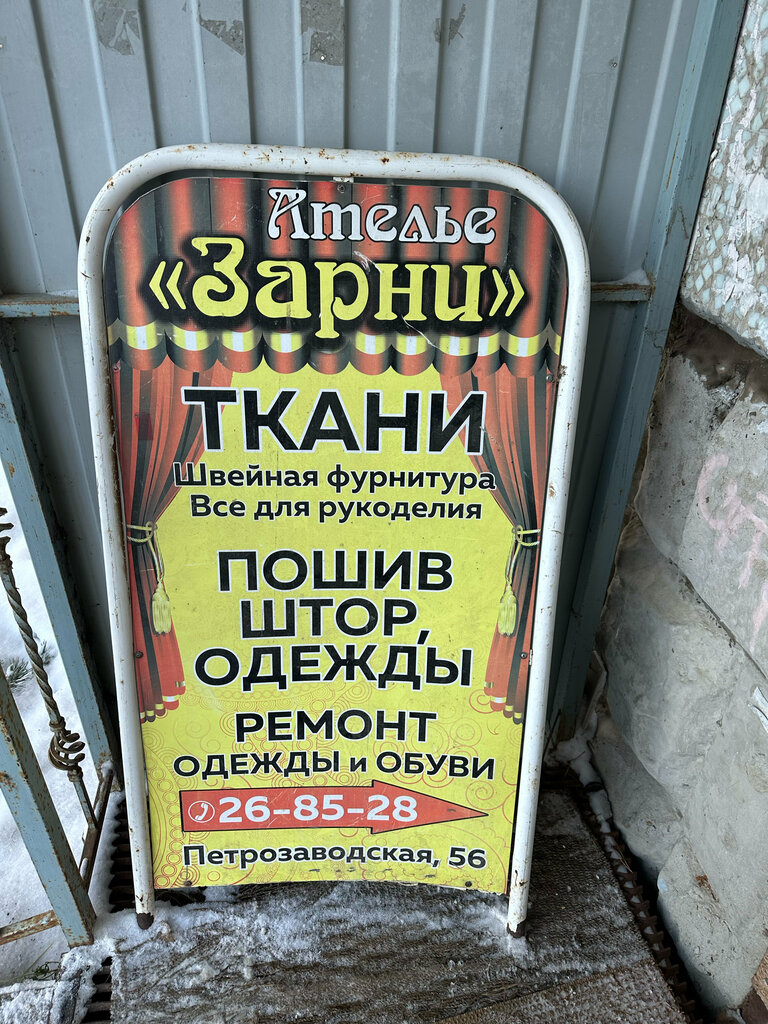 Ателье
«Зарни»
ТКАНИ
Швейная фурнитура
Все для рукоделия
ПОШИВ
ШТОР,
ОДЕЖДЫ
РЕМОНТ
ОДЕЖДЫ и ОБУВИ
26-85-28
Петрозаводская, 56